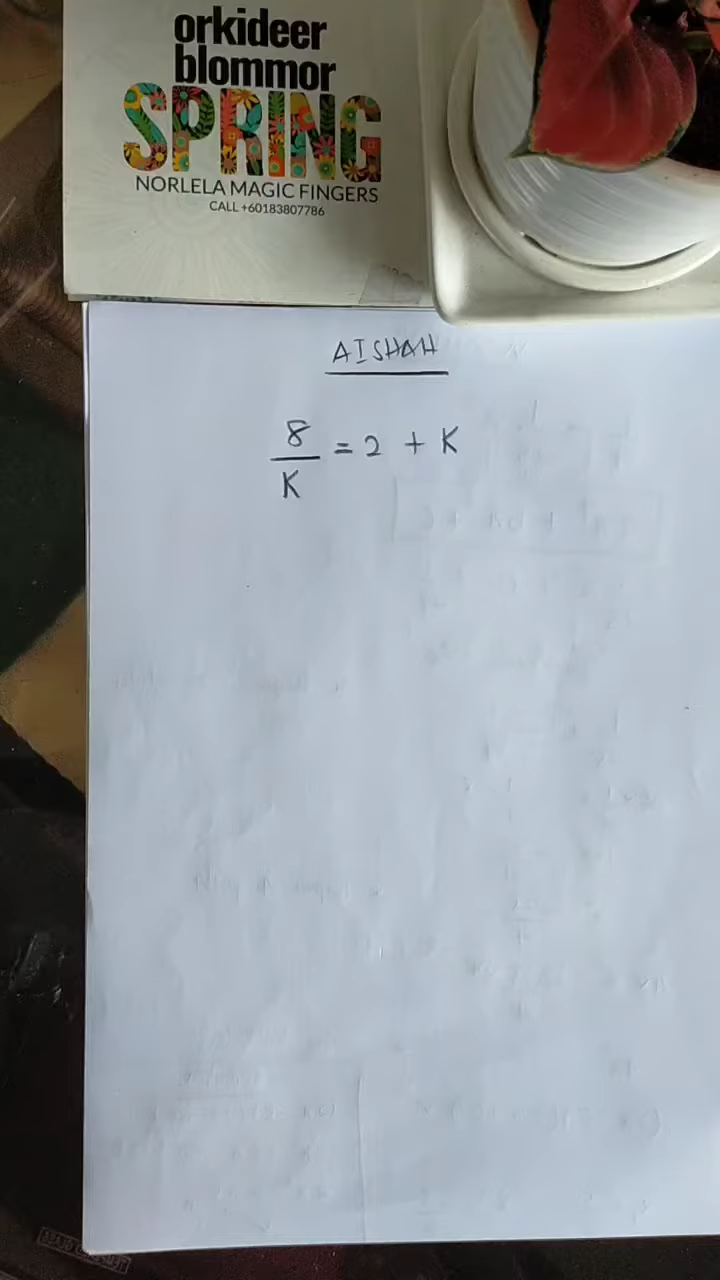 orkideer
blommor
SPRING
NORLELA MAGIC FINGERS
CALL +60183807786
AISHAH
8/K = 2 + K